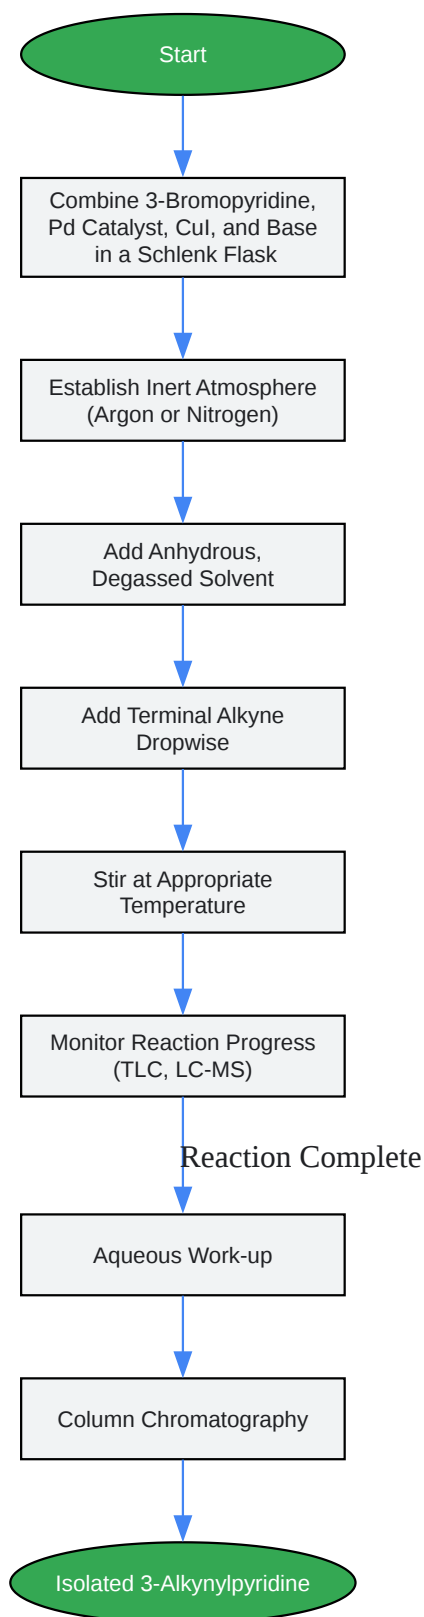 Start
Combine 3-Bromopyridine,
Pd Catalyst, CuI, and Base
in a Schlenk Flask
Establish Inert Atmosphere
(Argon or Nitrogen)
Add Anhydrous,
Degassed Solvent
Add Terminal Alkyne
Dropwise
Stir at Appropriate
Temperature
Monitor Reaction Progress
(TLC, LC-MS)
Reaction Complete
Aqueous Work-up
Column Chromatography
Isolated 3-Alkynylpyridine